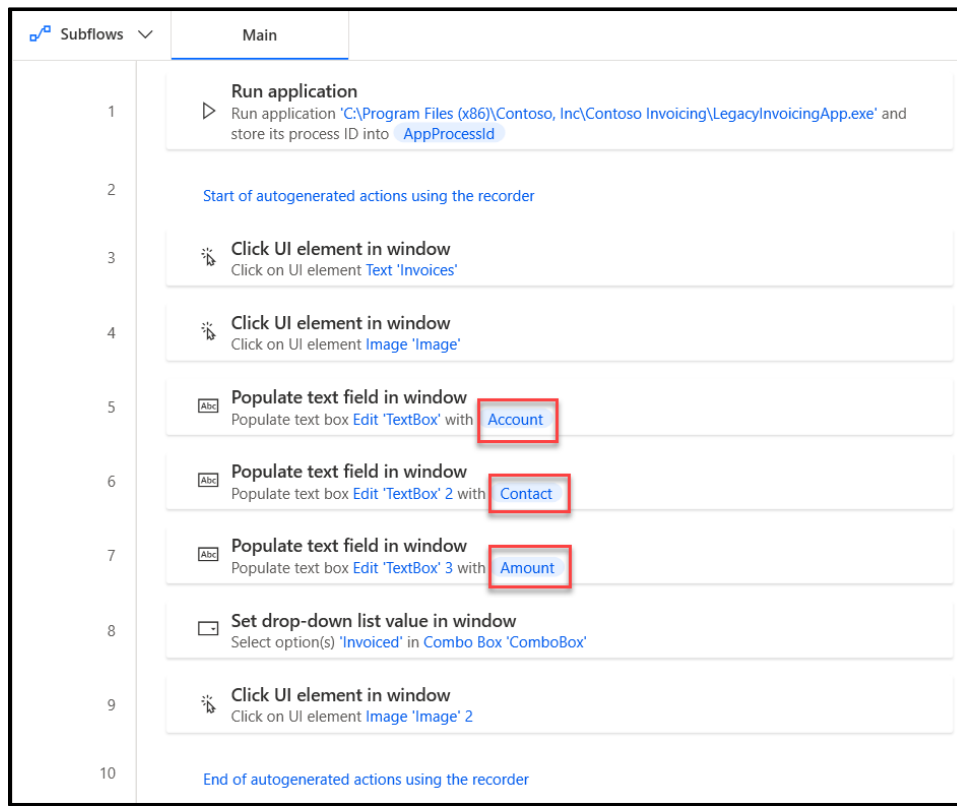 Subflows
Main
1
Run application
Run application 'C:\Program Files (x86)\Contoso, Inc\Contoso Invoicing\LegacyInvoicingApp.exe' and
store its process ID into AppProcessId
2
Start of autogenerated actions using the recorder
3
Click UI element in window
Click on UI element Text 'Invoices'
4
Click UI element in window
Click on UI element Image 'Image'
5
Abc
Populate text field in window
Populate text box Edit 'TextBox' with Account
6
Abc
Populate text field in window
Populate text box Edit 'TextBox' 2 with Contact
7
Abc
Populate text field in window
Populate text box Edit 'TextBox' 3 with Amount
8
Set drop-down list value in window
Select option(s) 'Invoiced' in Combo Box 'ComboBox'
9
Click UI element in window
Click on UI element Image 'Image' 2
10
End of autogenerated actions using the recorder